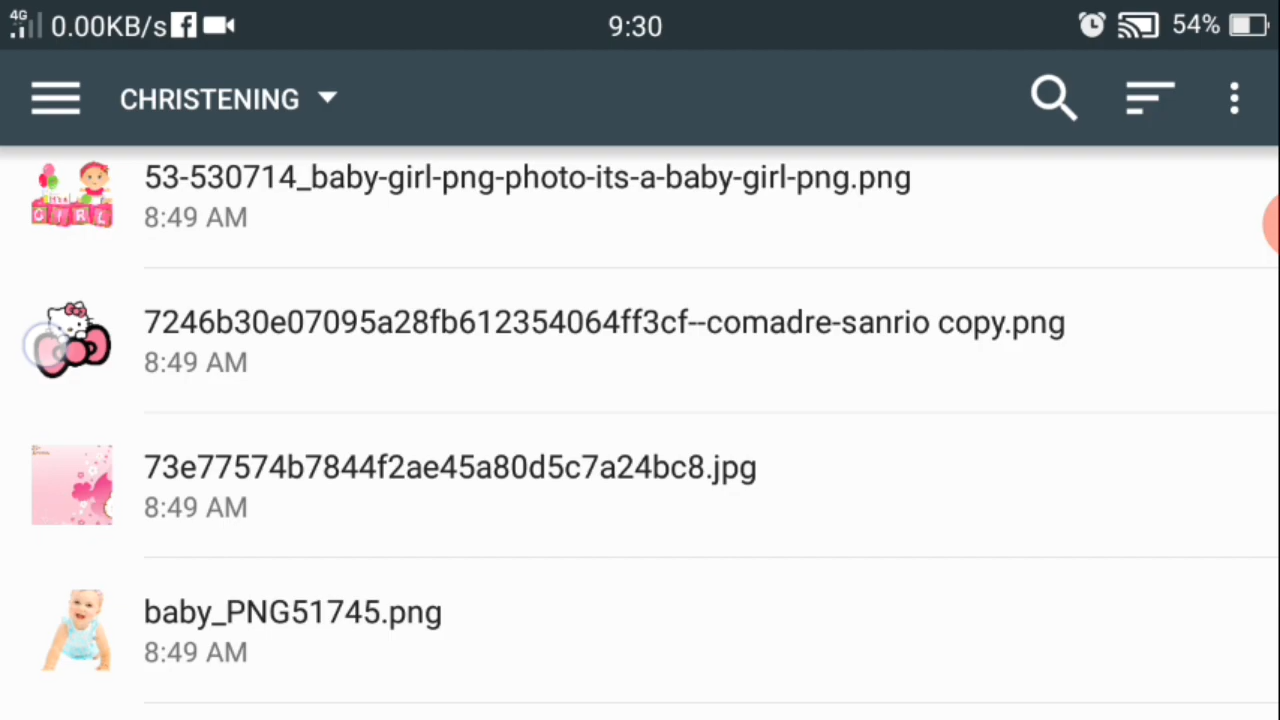 4G 0.00KB/s 9:30 54%
CHRISTENING
53-530714_baby-girl-png-photo-its-a-baby-girl-png.png
8:49 AM
GIRL
7246b30e07095a28fb612354064ff3cf--comadre-sanrio copy.png
8:49 AM
73e77574b7844f2ae45a80d5c7a24bc8.jpg
8:49 AM
baby_PNG51745.png
8:49 AM